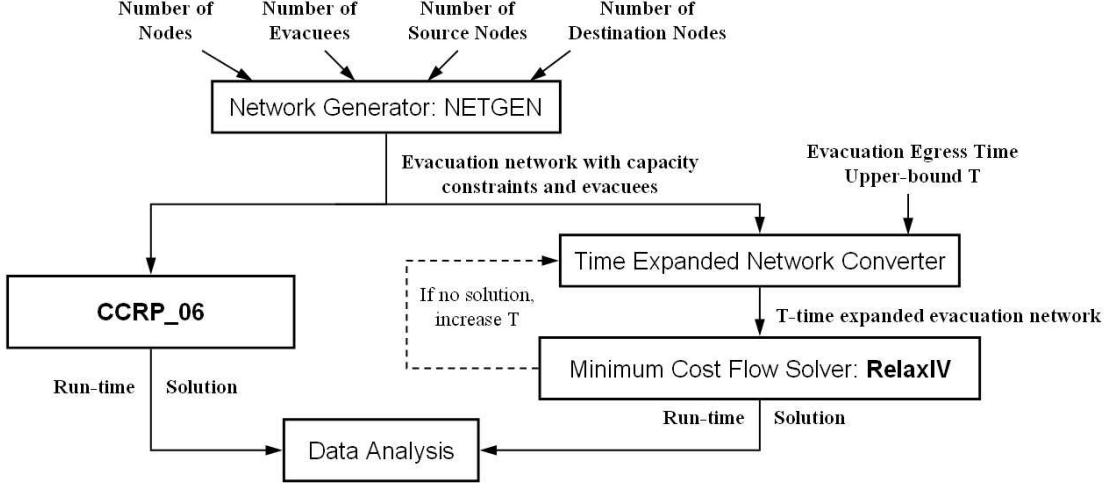 Number of
Nodes
Number of
Evacuees
Number of
Source Nodes
Number of
Destination Nodes
Network Generator: NETGEN
Evacuation network with capacity
constraints and evacuees
Evacuation Egress Time
Upper-bound T
Time Expanded Network Converter
CCRP_06
If no solution,
increase T
T-time expanded evacuation network
Minimum Cost Flow Solver: RelaxIV
Run-time Solution
Run-time Solution
Data Analysis